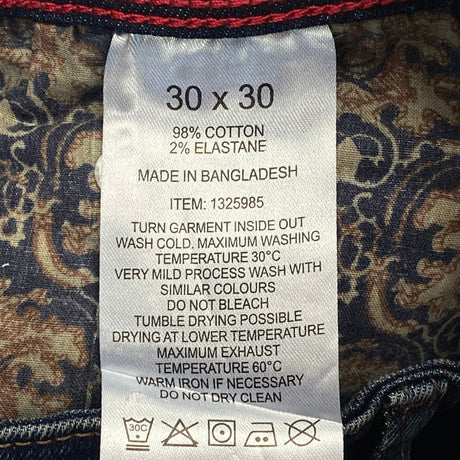 30 x 30
98% COTTON
2% ELASTANE
MADE IN BANGLADESH
ITEM: 1325985
TURN GARMENT INSIDE OUT
WASH COLD. MAXIMUM WASHING
TEMPERATURE 30°C
VERY MILD PROCESS WASH WITH
SIMILAR COLOURS
DO NOT BLEACH
TUMBLE DRYING POSSIBLE
DRYING AT LOWER TEMPERATURE
MAXIMUM EXHAUST
TEMPERATURE 60°C
WARM IRON IF NECESSARY
DO NOT DRY CLEAN
30C